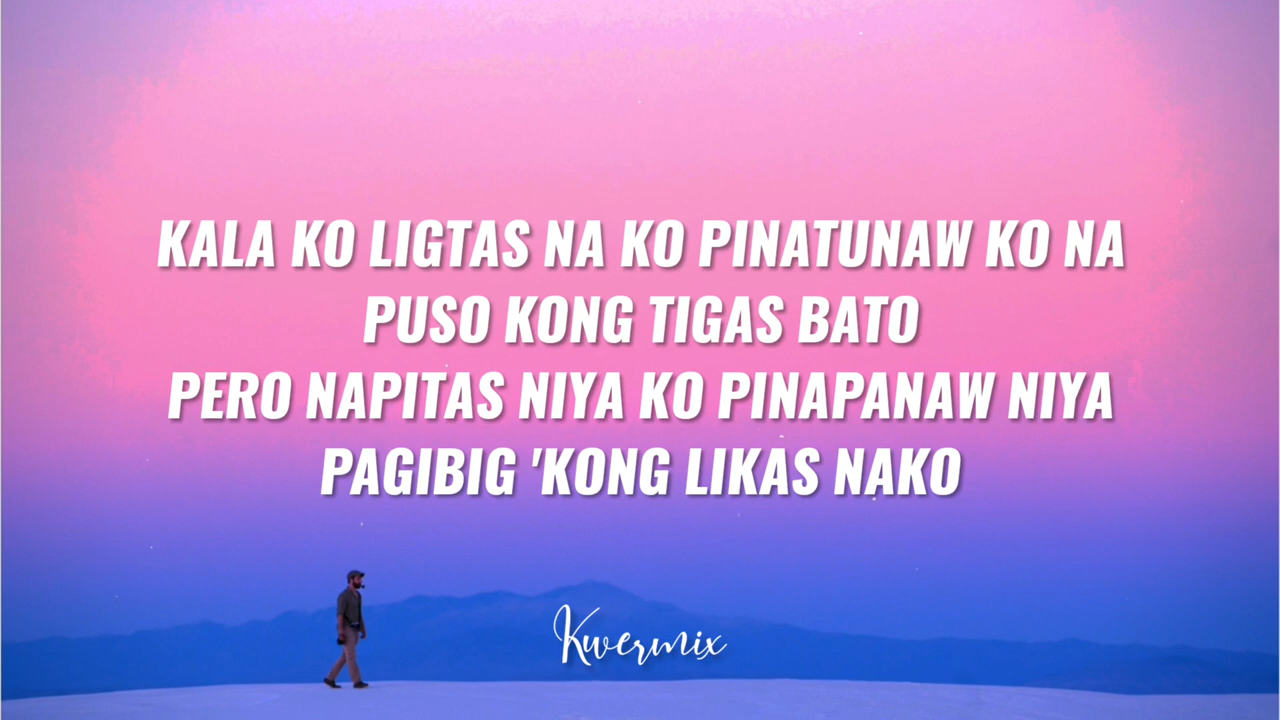 KALA KO LIGTAS NA KO PINATUNAW KO NA
PUSO KONG TIGAS BATO
PERO NAPITAS NIYA KO PINAPANAW NIYA
PAGIBIG 'KONG LIKAS NAKO
Kwermix